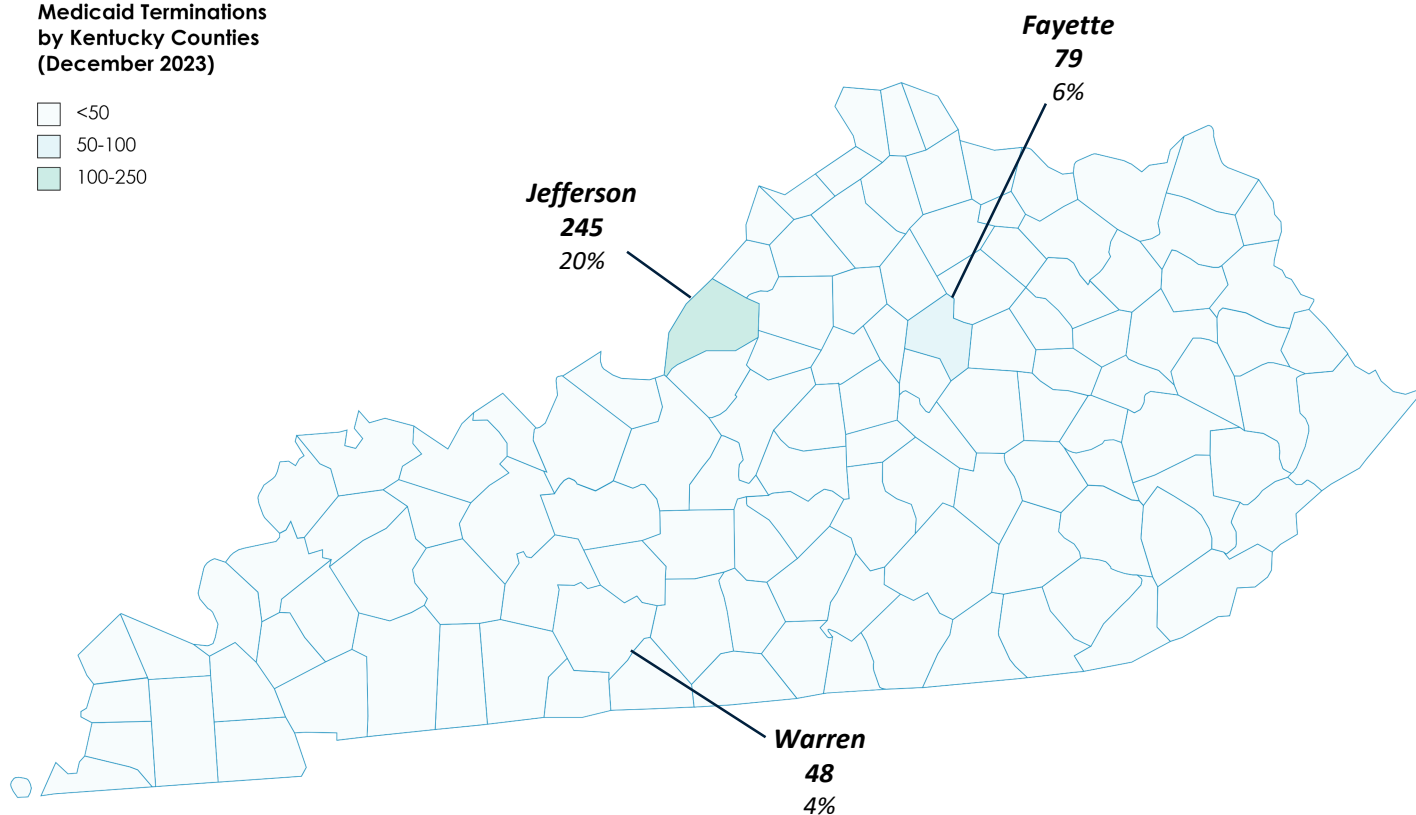 Medicaid Terminations
by Kentucky Counties
(December 2023)
<50
50-100
100-250
Fayette
79
6%
Jefferson
245
20%
Warren
48
4%